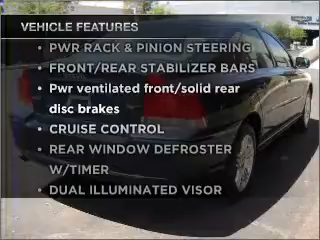 VEHICLE FEATURES
• PWR RACK & PINION STEERING
• FRONT/REAR STABILIZER BARS
• Pwr ventilated front/solid rear
disc brakes
• CRUISE CONTROL
• REAR WINDOW DEFROSTER
W/TIMER
• DUAL ILLUMINATED VISOR